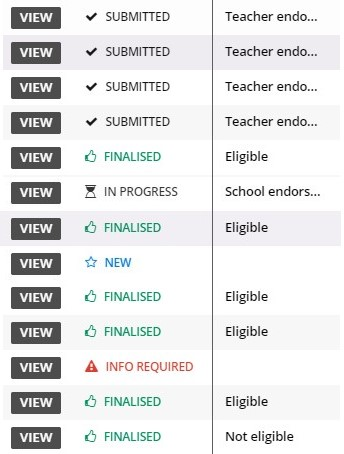 VIEW SUBMITTED Teacher endo...
VIEW SUBMITTED Teacher endo...
VIEW SUBMITTED Teacher endo...
VIEW SUBMITTED Teacher endo...
VIEW FINALISED Eligible
VIEW IN PROGRESS School endors...
VIEW FINALISED Eligible
VIEW NEW
VIEW FINALISED Eligible
VIEW FINALISED Eligible
VIEW INFO REQUIRED
VIEW FINALISED Eligible
VIEW FINALISED Not eligible